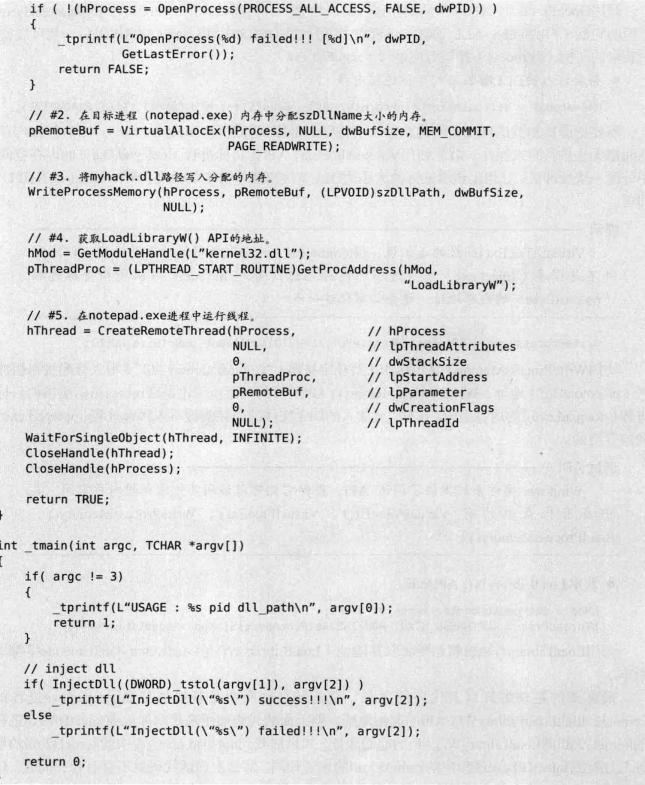 if ( !(hProcess = OpenProcess(PROCESS_ALL_ACCESS, FALSE, dwPID)) )
{
_tprintf(L"OpenProcess(%d) failed!!! [%d]\n", dwPID,
GetLastError());
return FALSE;
}
// #2. 在目标进程（notepad.exe）内存中分配szDllName大小的内存。
pRemoteBuf = VirtualAllocEx(hProcess, NULL, dwBufSize, MEM_COMMIT,
PAGE_READWRITE);
// #3. 将myhack.dll路径写入分配的内存。
WriteProcessMemory(hProcess, pRemoteBuf, (LPVOID)szDllPath, dwBufSize,
NULL);
// #4. 获取LoadLibraryW() API的地址。
hMod = GetModuleHandle(L"kernel32.dll");
pThreadProc = (LPTHREAD_START_ROUTINE)GetProcAddress(hMod,
"LoadLibraryW");
// #5. 在notepad.exe进程中运行线程。
hThread = CreateRemoteThread(hProcess, // hProcess
NULL, // lpThreadAttributes
0, // dwStackSize
pThreadProc, // lpStartAddress
pRemoteBuf, // lpParameter
0, // dwCreationFlags
NULL); // lpThreadId
WaitForSingleObject(hThread, INFINITE);
CloseHandle(hThread);
CloseHandle(hProcess);
return TRUE;
}
int _tmain(int argc, TCHAR *argv[])
{
if( argc != 3)
{
_tprintf(L"USAGE : %s pid dll_path\n", argv[0]);
return 1;
}
// inject dll
if( InjectDll((DWORD)_tstol(argv[1]), argv[2]) )
_tprintf(L"InjectDll(\"%s\") success!!!\n", argv[2]);
else
_tprintf(L"InjectDll(\"%s\") failed!!!\n", argv[2]);
return 0;